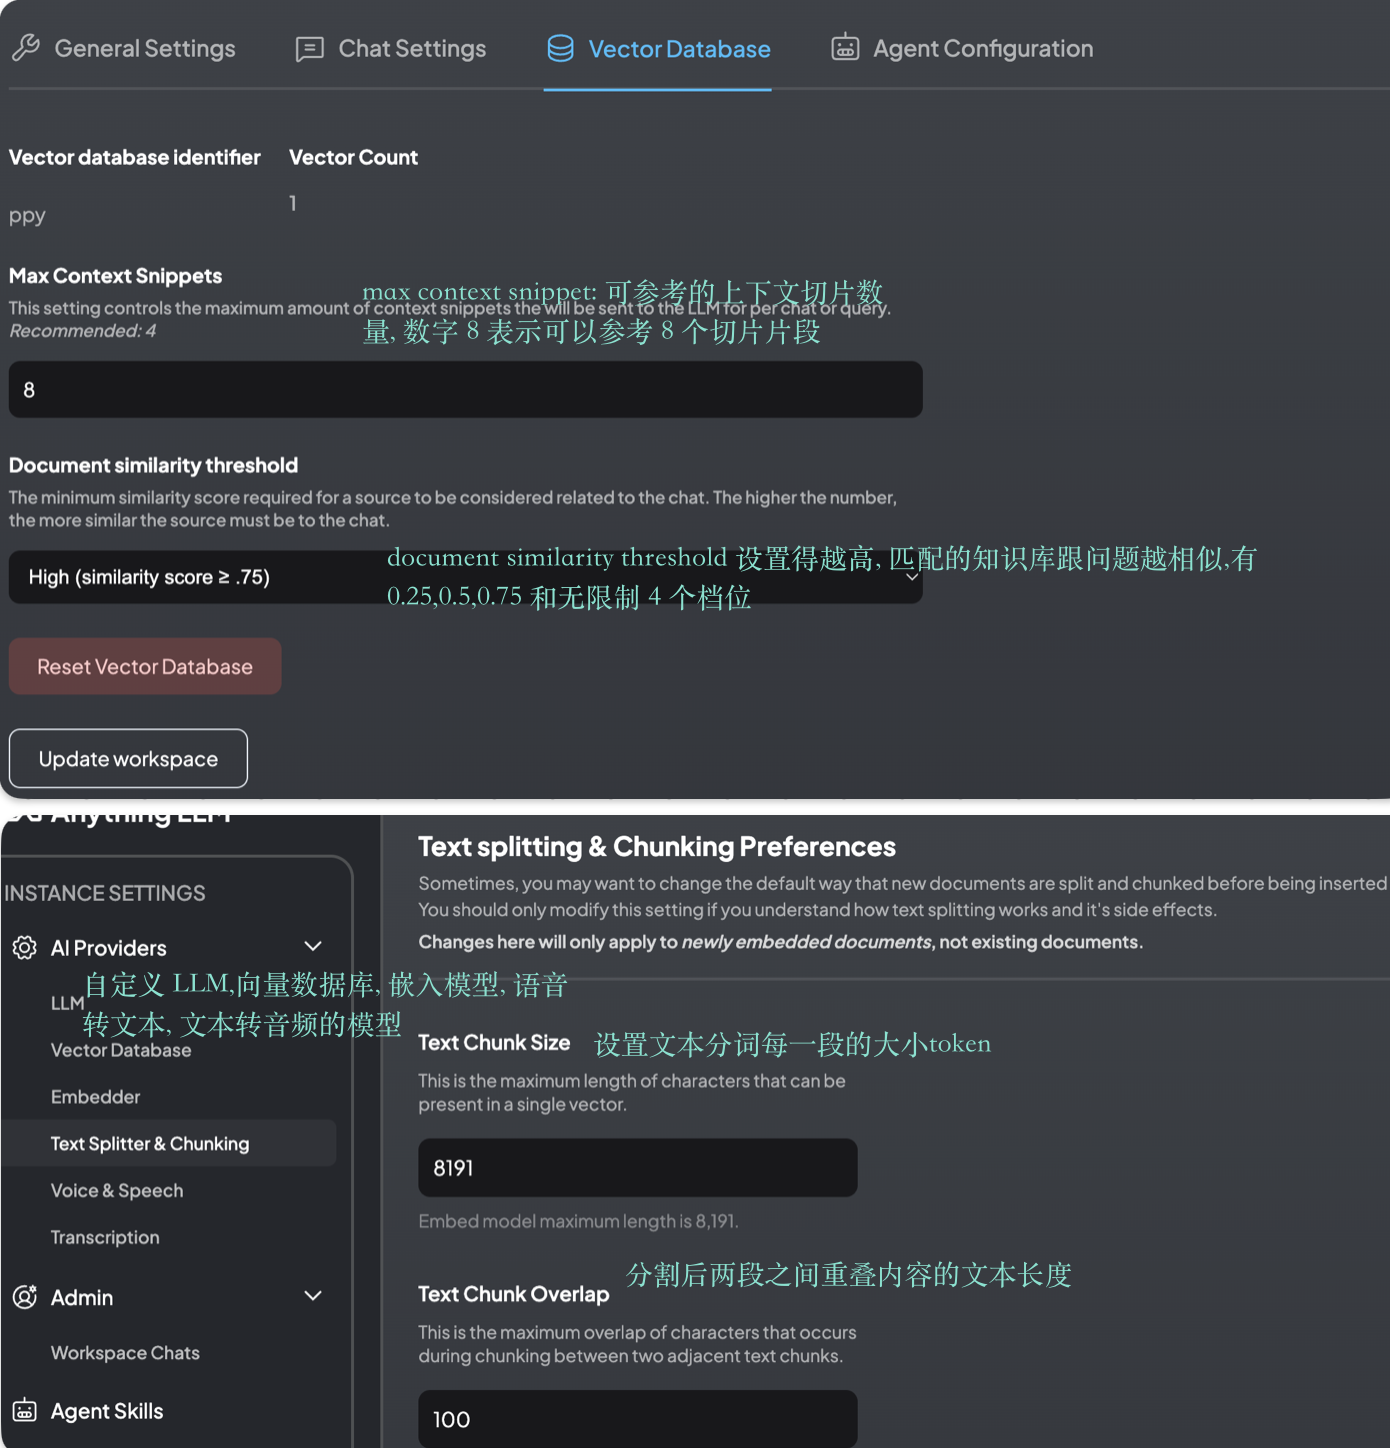 General Settings
Chat Settings
Vector Database
Agent Configuration
Vector database identifier
Vector Count
ppy
1
Max Context Snippets
This setting controls the maximum amount of context snippets the will be sent to the LLM for per chat or query.
Recommended: 4
max context snippet: 可参考的上下文切片数
量, 数字 8 表示可以参考 8 个切片片段
8
Document similarity threshold
The minimum similarity score required for a source to be considered related to the chat. The higher the number,
the more similar the source must be to the chat.
High (similarity score ≥ .75)
document similarity threshold 设置得越高, 匹配的知识库跟问题越相似,有
0.25,0.5,0.75 和无限制 4 个档位
Reset Vector Database
Update workspace
Anything LLM
INSTANCE SETTINGS
AI Providers
自定义 LLM,向量数据库, 嵌入模型, 语音
转文本, 文本转音频的模型
LLM
Vector Database
Embedder
Text Splitter & Chunking
Voice & Speech
Transcription
Admin
Workspace Chats
Agent Skills
Text splitting & Chunking Preferences
Sometimes, you may want to change the default way that new documents are split and chunked before being inserted
You should only modify this setting if you understand how text splitting works and it's side effects.
Changes here will only apply to newly embedded documents, not existing documents.
Text Chunk Size
设置文本分词每一段的大小token
This is the maximum length of characters that can be
present in a single vector.
8191
Embed model maximum length is 8,191.
分割后两段之间重叠内容的文本长度
Text Chunk Overlap
This is the maximum overlap of characters that occurs
during chunking between two adjacent text chunks.
100